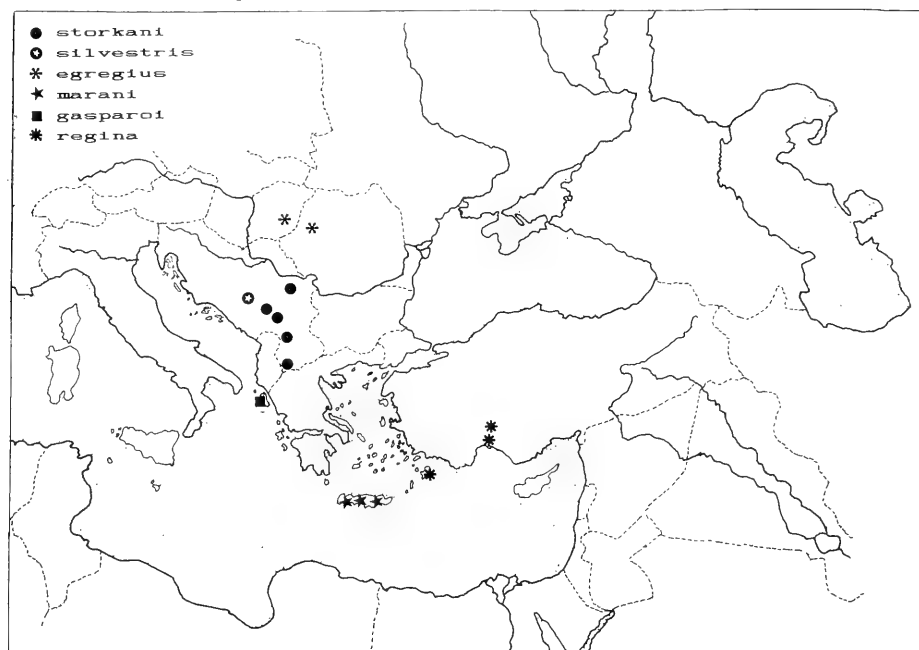 storkani
silvestris
egregius
marani
gasparoi
regina